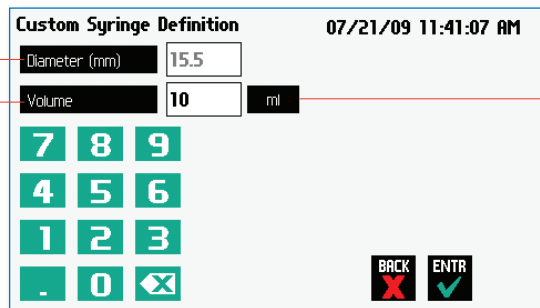 Custom Syringe Definition 07/21/09 11:41:07 AM
Diameter (mm) 15.5
Volume 10 ml
7 8 9
4 5 6
1 2 3
. 0
BACK ENTR